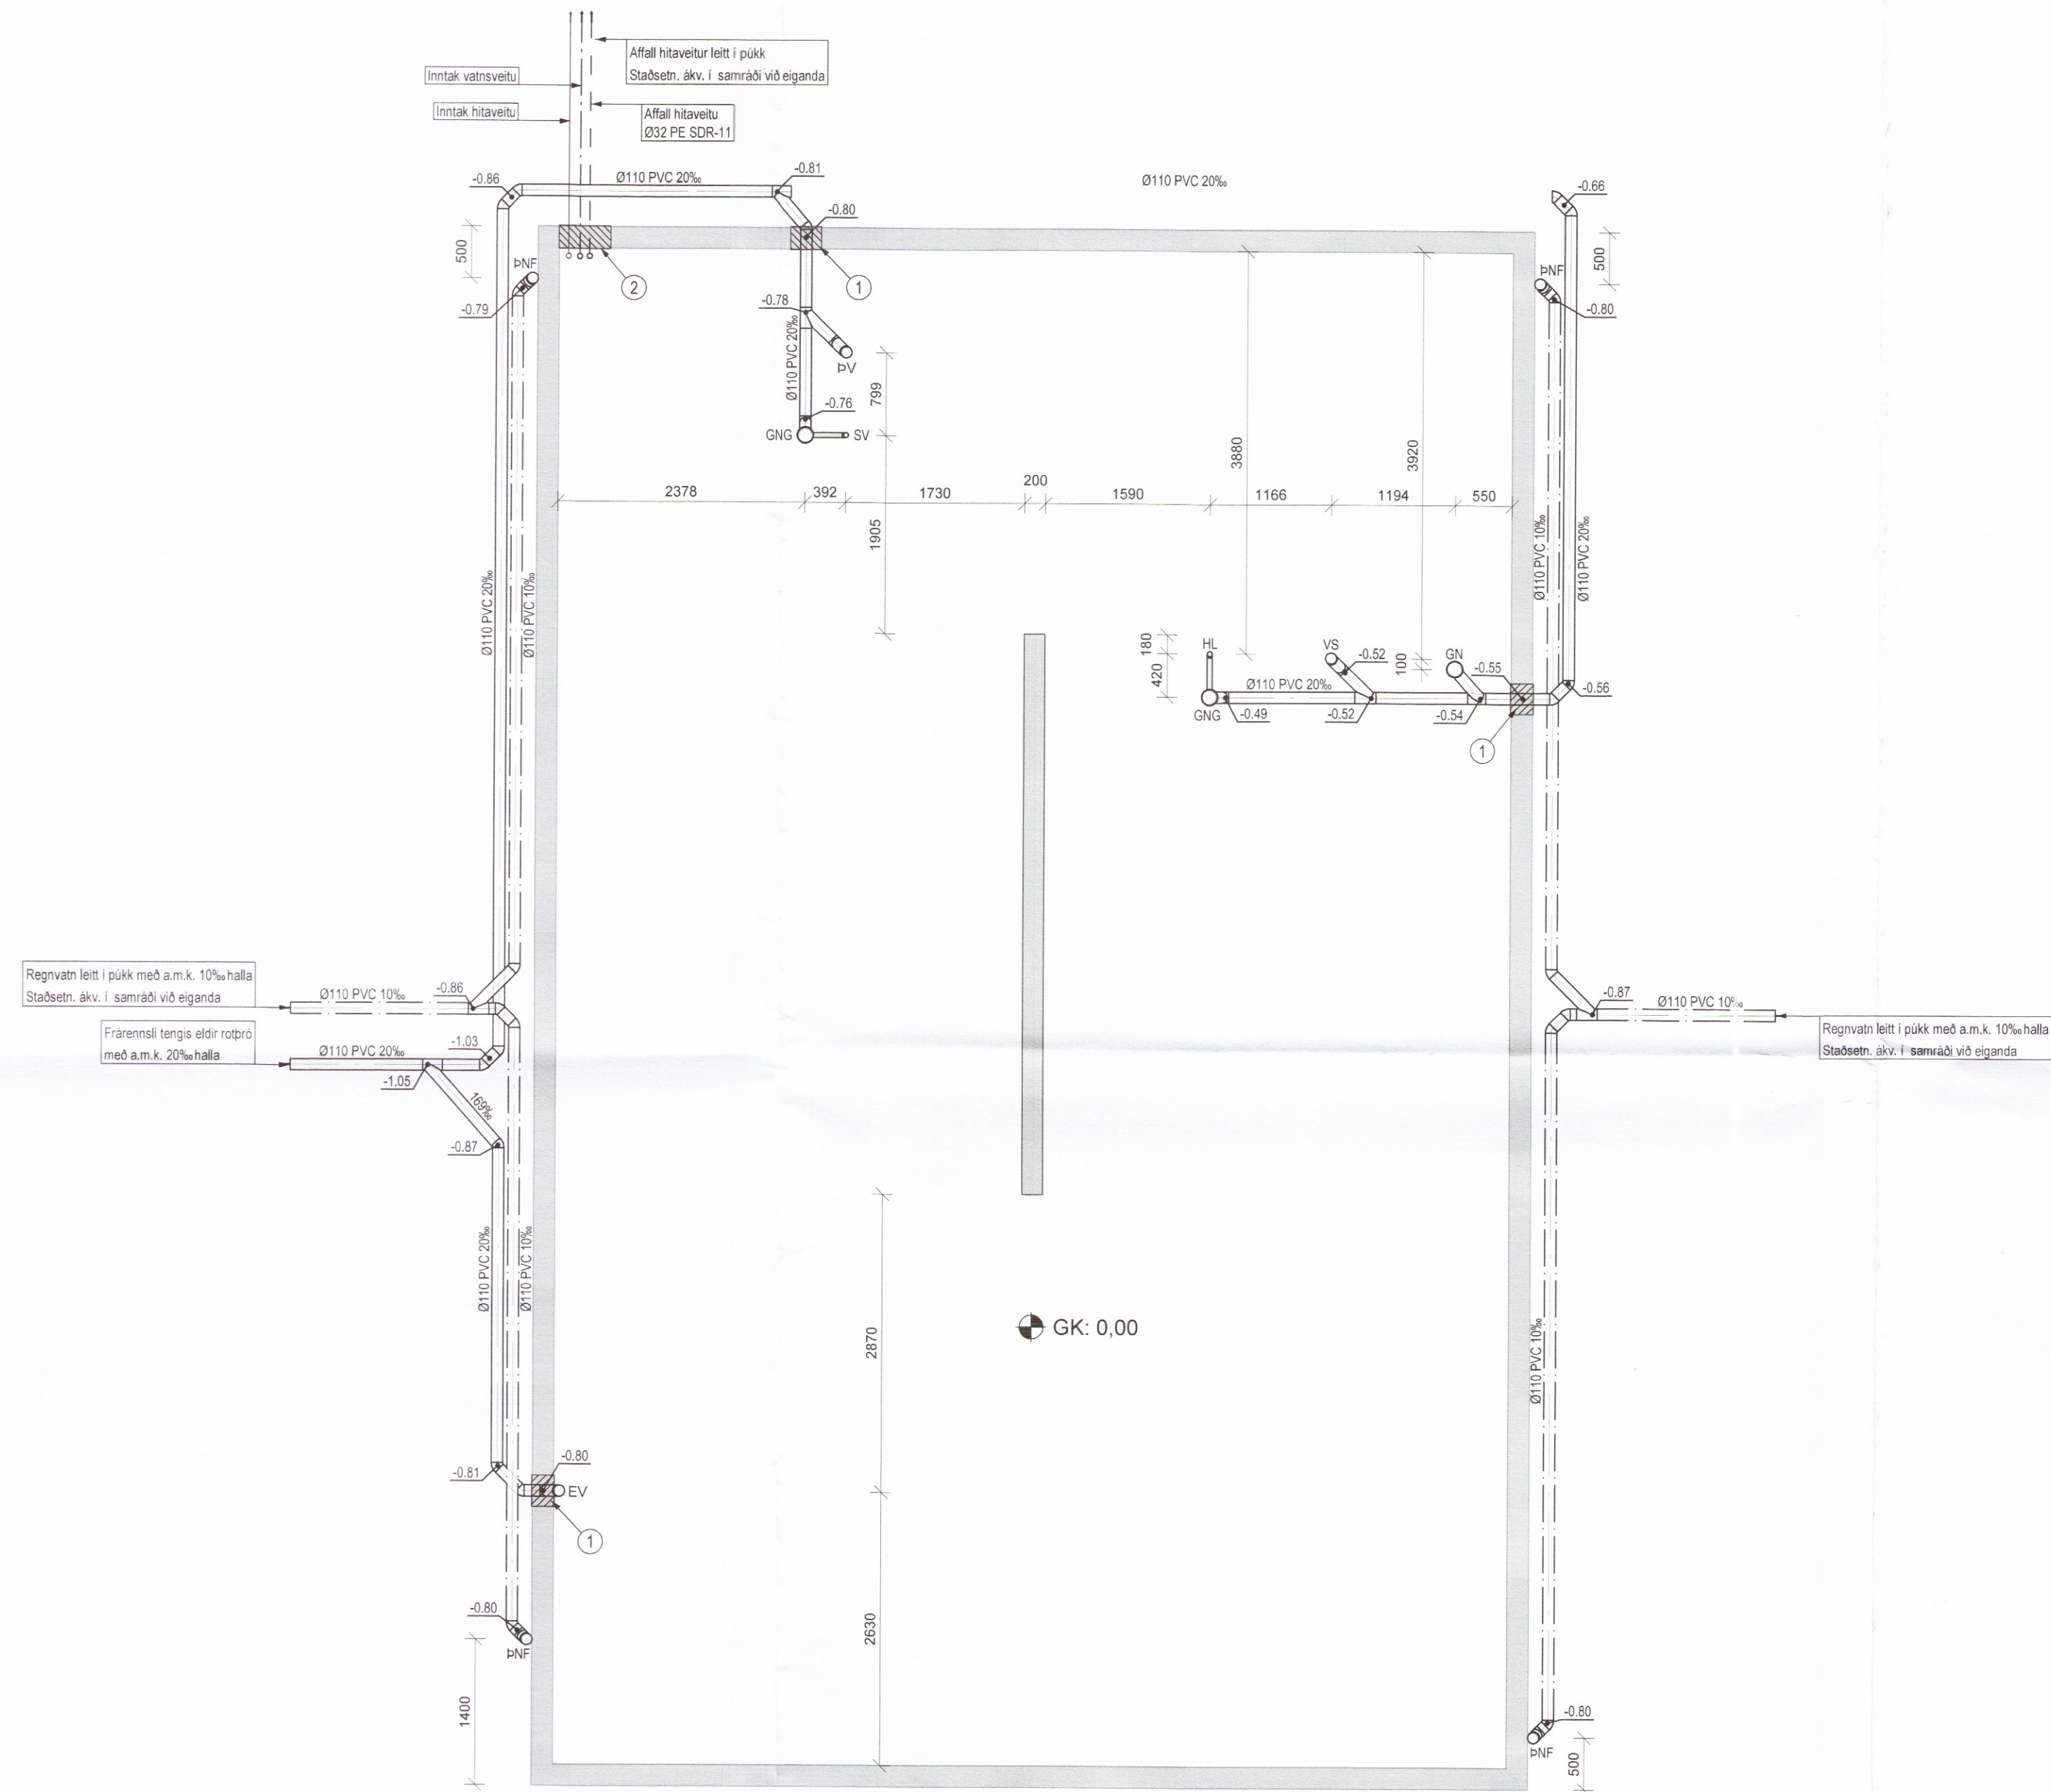 Affall hitaveitur leitt í púkk
Staðsetn. ákv. í samráði við eiganda
Inntak vatnsveitu
Inntak hitaveitu
Affall hitaveitu
Ø32 PE SDR-11
-0.86
Ø110 PVC 20‰
-0.81
Ø110 PVC 20‰
-0.66
-0.80
500
500
ÞNF
ÞNF
2
1
-0.79
-0.78
-0.80
Ø110 PVC 20‰
ÞV
799
-0.76
GNG
SV
3880
3920
200
2378
392
1730
1590
1166
1194
550
1905
Ø110 PVC 20‰
Ø110 PVC 10‰
Ø110 PVC 10‰
Ø110 PVC 20‰
180
420
HL
VS
-0.52
100
GN
-0.55
Ø110 PVC 20‰
-0.56
GNG
-0.49
-0.52
-0.54
1
Regnvatn leitt í púkk með a.m.k. 10‰ halla
Staðsetn. ákv. í samráði við eiganda
Ø110 PVC 10‰
-0.86
-0.87
Ø110 PVC 10‰
Regnvatn leitt í púkk með a.m.k. 10‰ halla
Staðsetn. ákv. í samráði við eiganda
Frárennsli tengis eldir rotþró
með a.m.k. 20‰ halla
Ø110 PVC 20‰
-1.03
-1.05
169‰
-0.87
Ø110 PVC 20‰
Ø110 PVC 10‰
2870
GK: 0,00
Ø110 PVC 10‰
-0.81
-0.80
EV
1
2630
-0.80
ÞNF
1400
-0.80
ÞNF
500